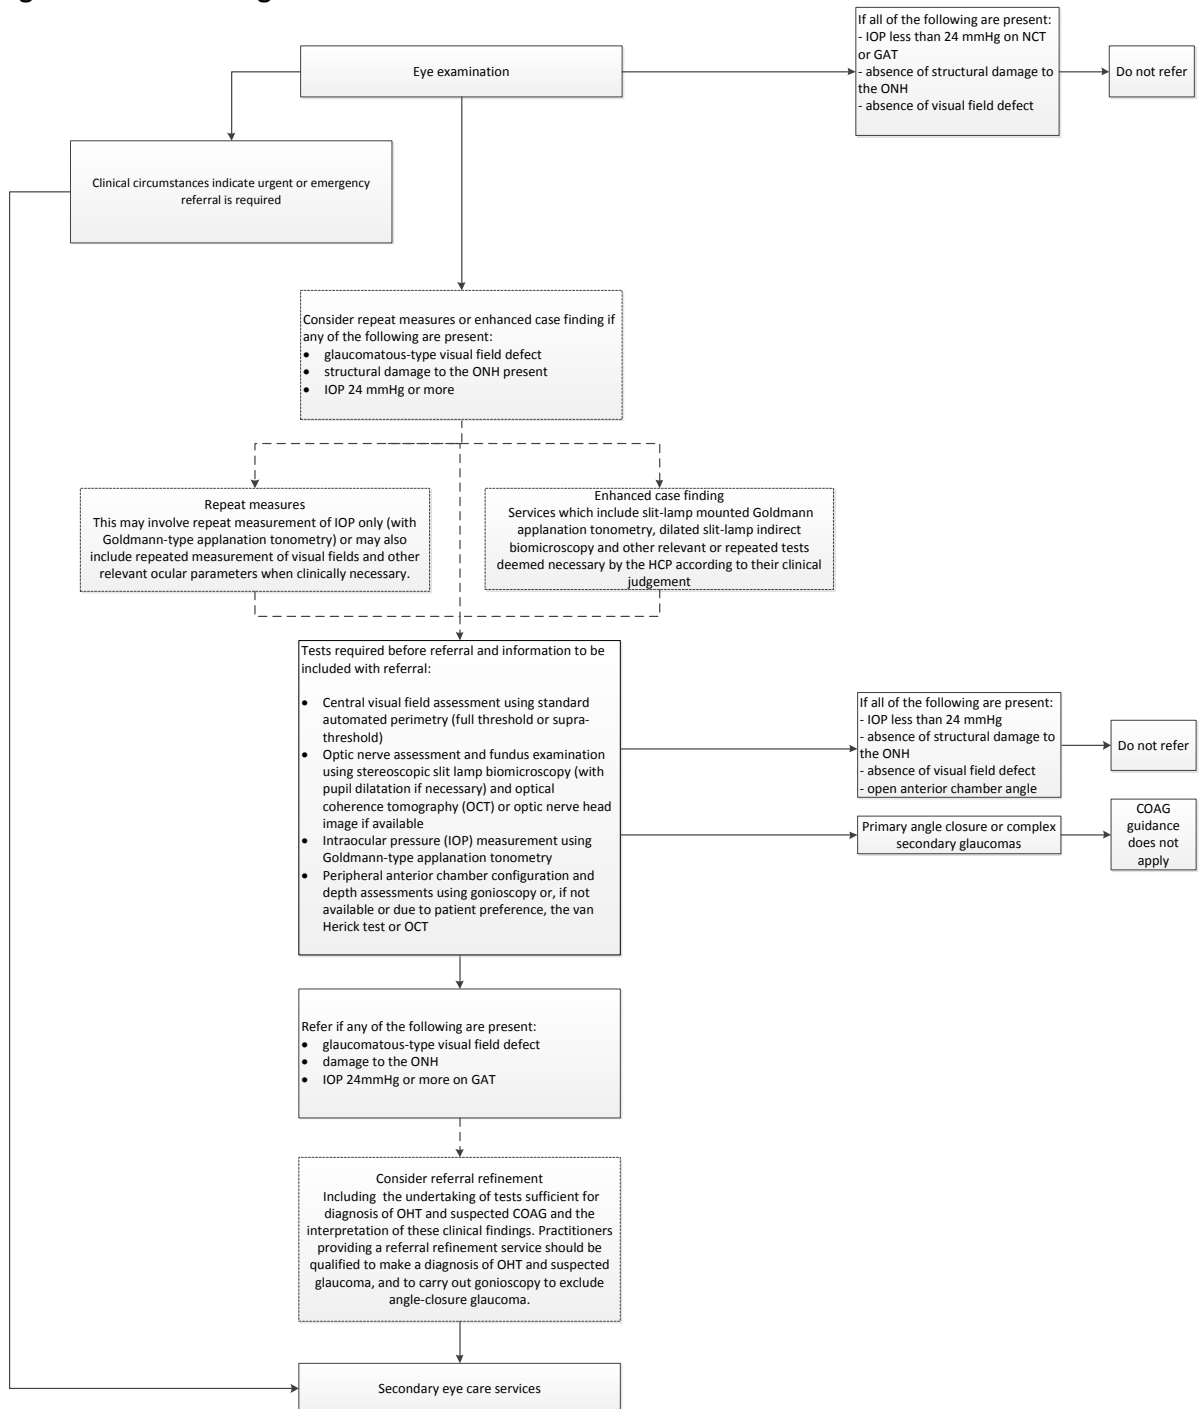 If all of the following are present:
- IOP less than 24 mmHg on NCT
or GAT
- absence of structural damage to
the ONH
- absence of visual field defect
Eye examination
Do not refer
Clinical circumstances indicate urgent or emergency
referral is required
Consider repeat measures or enhanced case finding if
any of the following are present:
• glaucomatous-type visual field defect
• structural damage to the ONH present
• IOP 24 mmHg or more
Repeat measures
This may involve repeat measurement of IOP only (with
Goldmann-type applanation tonometry) or may also
include repeated measurement of visual fields and other
relevant ocular parameters when clinically necessary.
Enhanced case finding
Services which include slit-lamp mounted Goldmann
applanation tonometry, dilated slit-lamp indirect
biomicroscopy and other relevant or repeated tests
deemed necessary by the HCP according to their clinical
judgement
Tests required before referral and information to be
included with referral:
• Central visual field assessment using standard
automated perimetry (full threshold or supra-
threshold)
• Optic nerve assessment and fundus examination
using stereoscopic slit lamp biomicroscopy (with
pupil dilatation if necessary) and optical
coherence tomography (OCT) or optic nerve head
image if available
• Intraocular pressure (IOP) measurement using
Goldmann-type applanation tonometry
• Peripheral anterior chamber configuration and
depth assessments using gonioscopy or, if not
available or due to patient preference, the van
Herick test or OCT
If all of the following are present:
- IOP less than 24 mmHg
- absence of structural damage to
the ONH
- absence of visual field defect
- open anterior chamber angle
Do not refer
Primary angle closure or complex
secondary glaucomas
COAG
guidance
does not
apply
Refer if any of the following are present:
• glaucomatous-type visual field defect
• damage to the ONH
• IOP 24mmHg or more on GAT
Consider referral refinement
Including  the undertaking of tests sufficient for
diagnosis of OHT and suspected COAG and the
interpretation of these clinical findings. Practitioners
providing a referral refinement service should be
qualified to make a diagnosis of OHT and suspected
glaucoma, and to carry out gonioscopy to exclude
angle-closure glaucoma.
Secondary eye care services